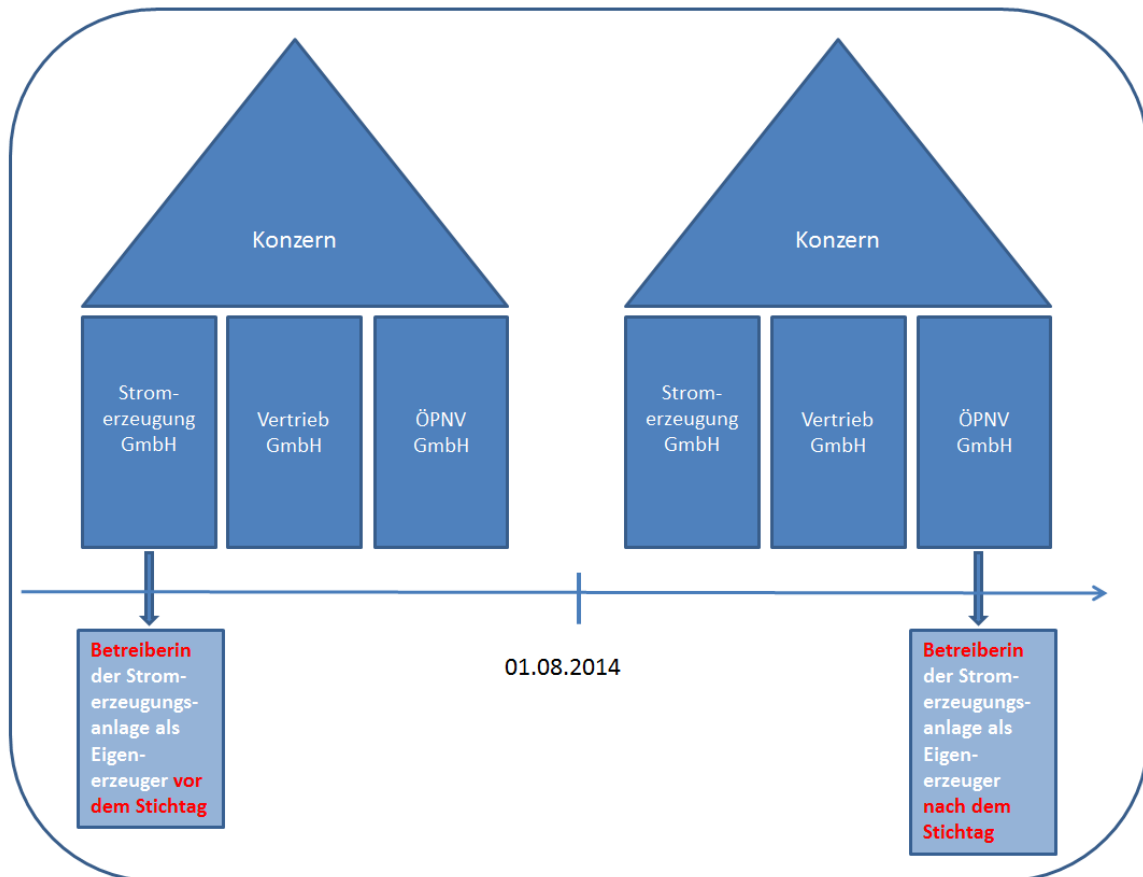 Konzern
Strom-
erzeugung
GmbH
Vertrieb
GmbH
ÖPNV
GmbH
Konzern
Strom-
erzeugung
GmbH
Vertrieb
GmbH
ÖPNV
GmbH
Betreiberin
der Strom-
erzeugungs-
anlage als
Eigen-
erzeuger vor
dem Stichtag
01.08.2014
Betreiberin
der Strom-
erzeugungs-
anlage als
Eigen-
erzeuger
nach dem
Stichtag